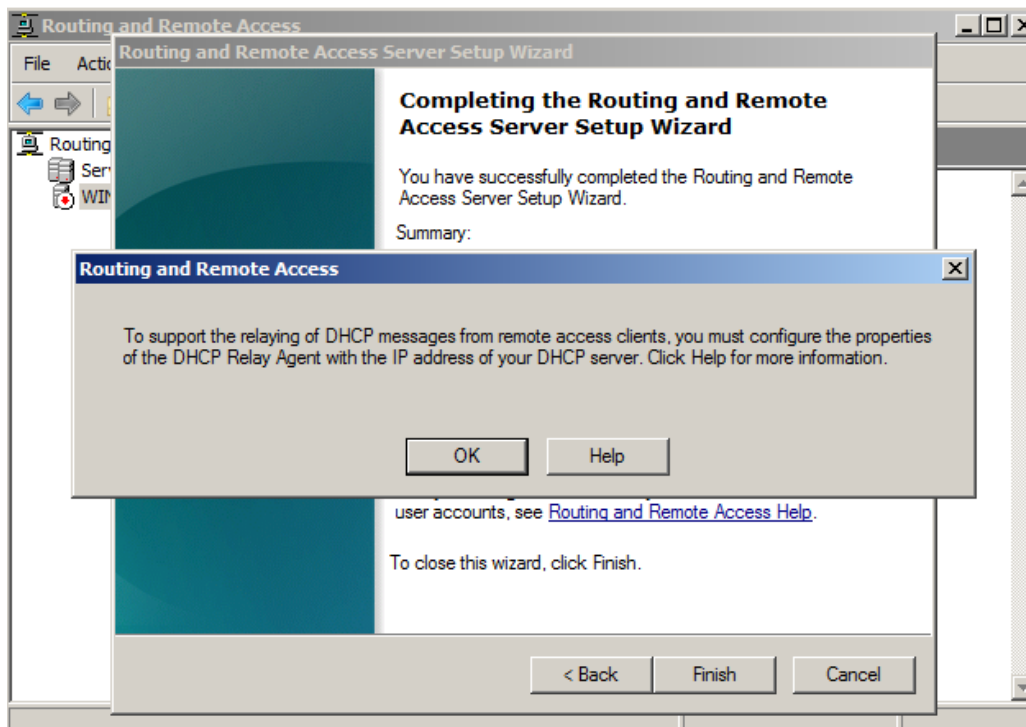 Routing and Remote Access
Routing and Remote Access Server Setup Wizard
File
Completing the Routing and Remote
Access Server Setup Wizard
Routing
You have successfully completed the Routing and Remote
Access Server Setup Wizard.
Summary:
Routing and Remote Access
To support the relaying of DHCP messages from remote access clients, you must configure the properties
of the DHCP Relay Agent with the IP address of your DHCP server. Click Help for more information.
OK
Help
user accounts, see Routing and Remote Access Help.
To close this wizard, click Finish.
< Back
Finish
Cancel